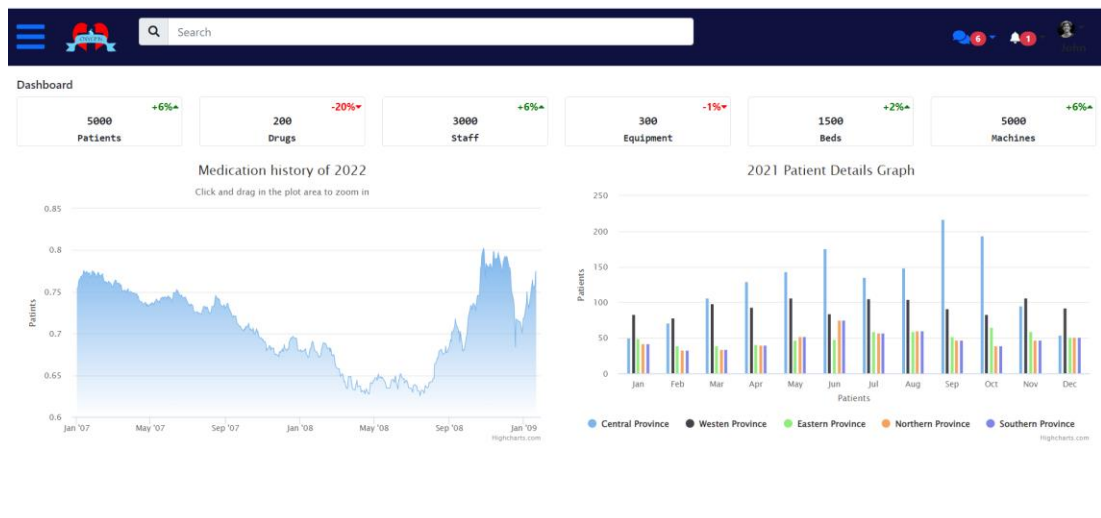 Search
6
1
John
Dashboard
+6%
5000
Patients
-20%
200
Drugs
+6%
3000
Staff
-1%
300
Equipment
+2%
1500
Beds
+6%
5000
Machines
Medication history of 2022
Click and drag in the plot area to zoom in
0.85
0.8
0.75
0.7
0.65
0.6
Patints
Jan '07 May '07 Sep '07 Jan '08 May '08 Sep '08 Jan '09
Highcharts.com
2021 Patient Details Graph
250
200
150
100
50
0
Patients
Jan Feb Mar Apr May Jun Jul Aug Sep Oct Nov Dec
Patients
Central Province Westen Province Eastern Province Northern Province Southern Province
Highcharts.com